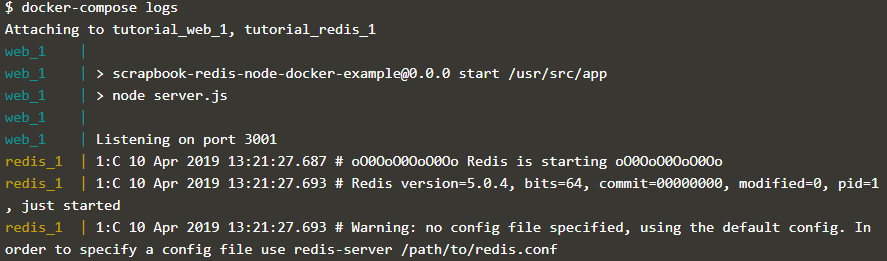 $ docker-compose logs
Attaching to tutorial_web_1, tutorial_redis_1
web_1    |
web_1    | > scrapbook-redis-node-docker-example@0.0.0 start /usr/src/app
web_1    | > node server.js
web_1    |
web_1    | Listening on port 3001
redis_1  | 1:C 10 Apr 2019 13:21:27.687 # oO0OoO0OoO0Oo Redis is starting oO0OoO0OoO0Oo
redis_1  | 1:C 10 Apr 2019 13:21:27.693 # Redis version=5.0.4, bits=64, commit=00000000, modified=0, pid=1
, just started
redis_1  | 1:C 10 Apr 2019 13:21:27.693 # Warning: no config file specified, using the default config. In
order to specify a config file use redis-server /path/to/redis.conf